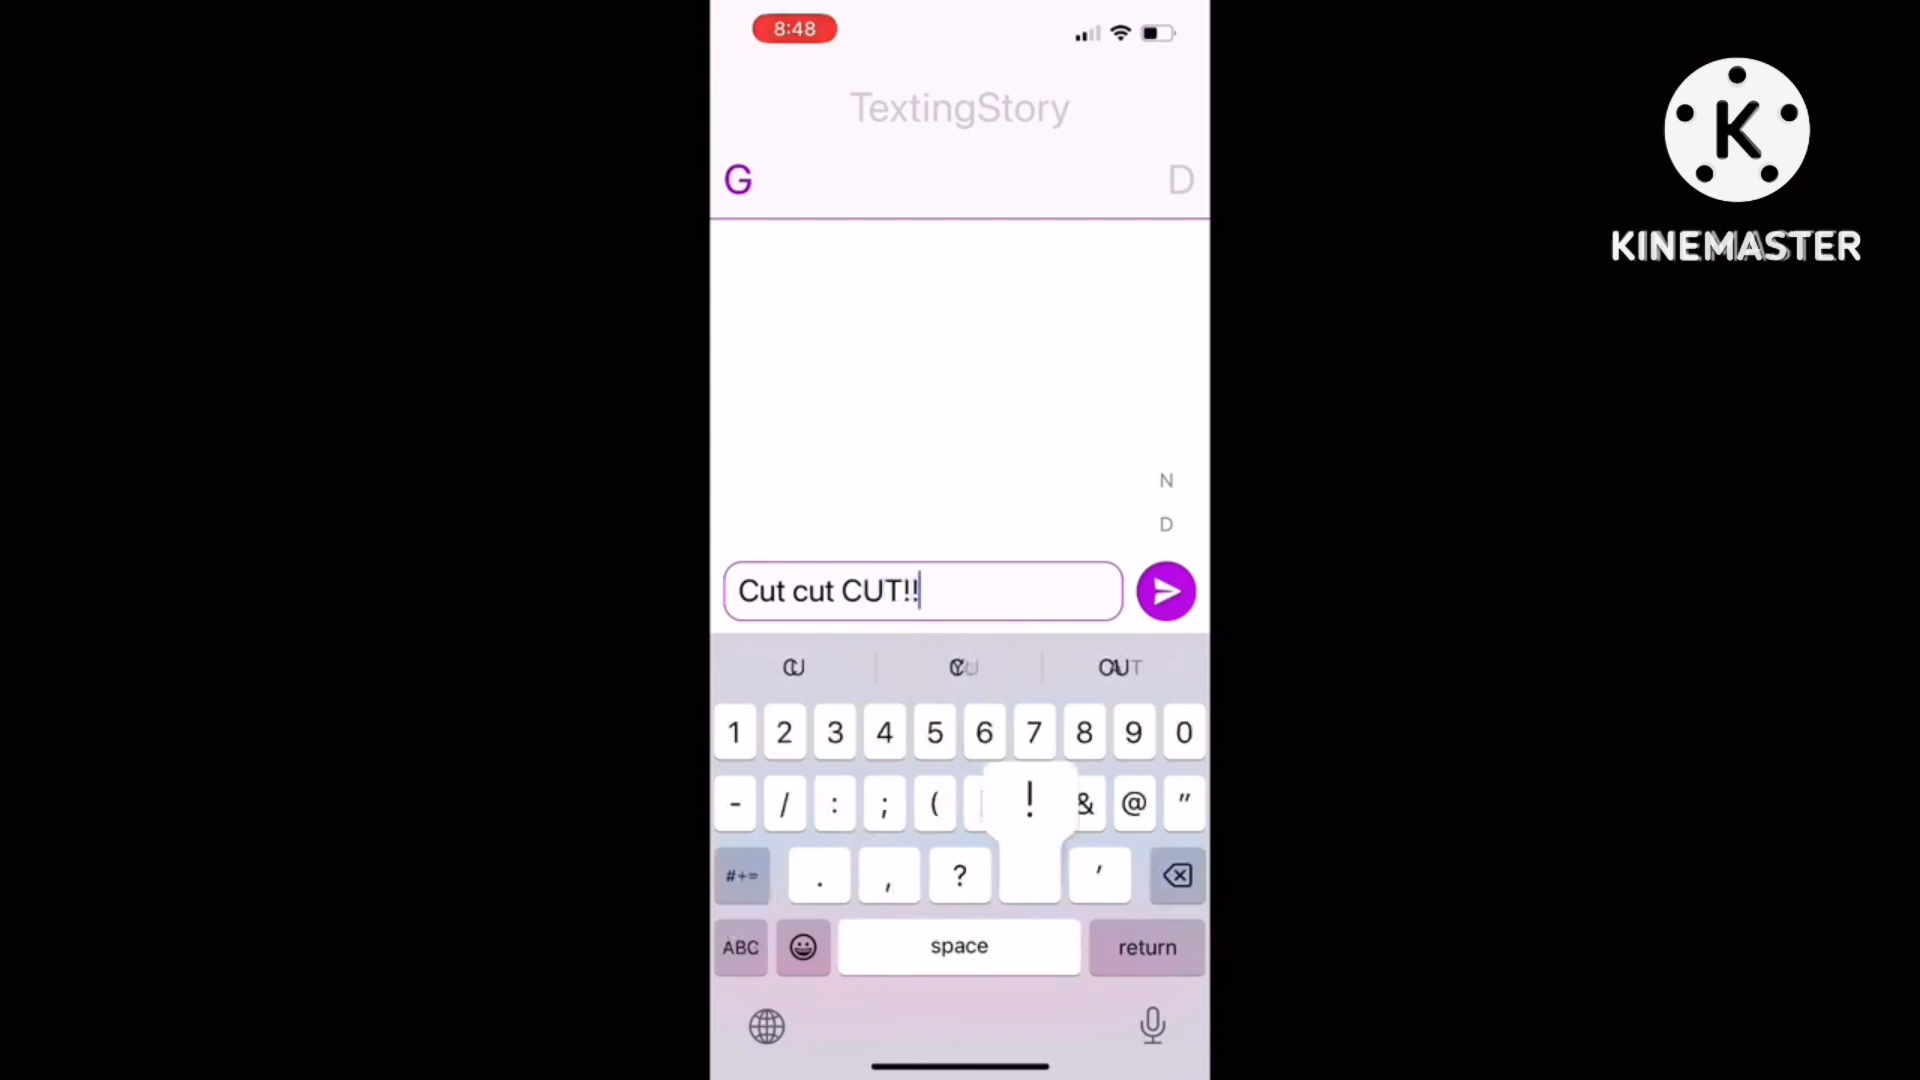 8:48
TextingStory
G D
N
D
Cut cut CUT!!
1 2 3 4 5 6 7 8 9 0
- / : ; ( ! & @ "
#+= . , ? '
ABC space return
K
KINEMASTER